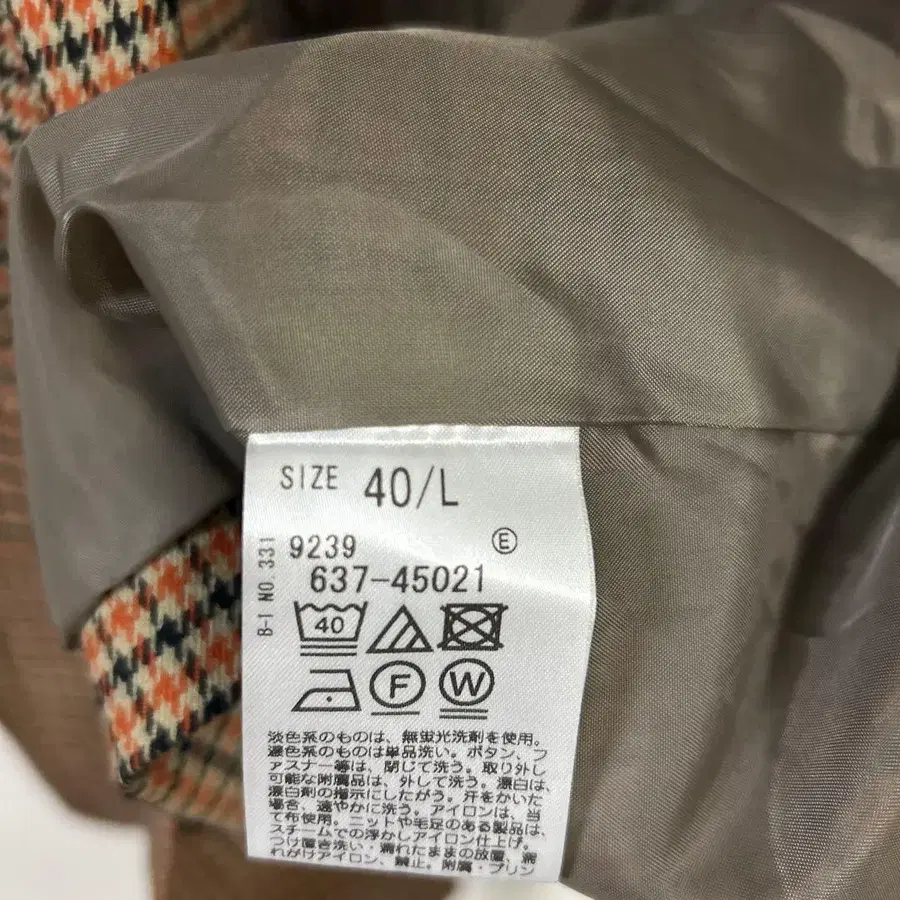 SIZE 40/L
B-I NO.331
9239 Ⓔ
637-45021
40
F W
淡色系のものは、無蛍光洗剤を使用。
濃色系のものは単品洗い。ボタン フ
ァスナー等は、閉じて洗う。取り外し
可能な附属品は、外して洗う。漂白は、
漂白剤の指示にしたがう。汗をかいた
場合、速やかに洗う。アイロンは、当
て布使用。ニットや毛足のある製品は、
スチームでの浮かしアイロン仕上げ。
つけ置き洗い・濡れたままの放置、濡
れがけアイロン、禁止。附属・プリン